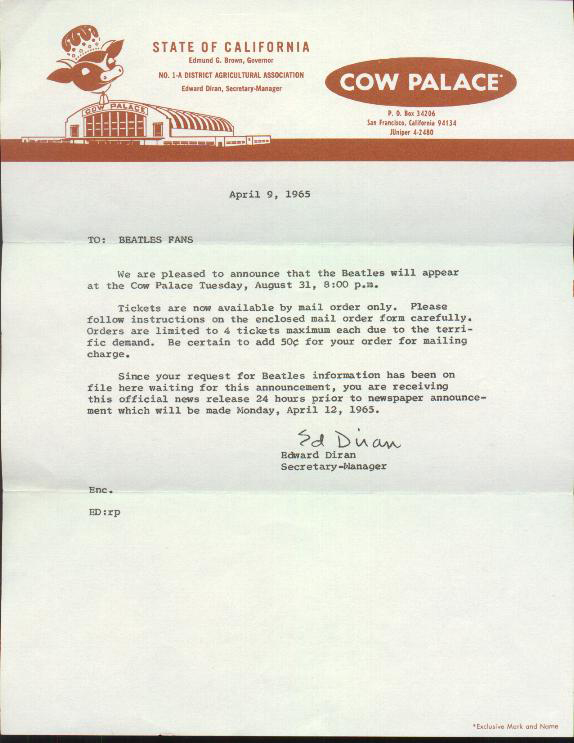 STATE OF CALIFORNIA
Edmund G. Brown, Governor
NO. 1-A DISTRICT AGRICULTURAL ASSOCIATION
Edward Diran, Secretary-Manager
COW PALACE
COW PALACE*
P. O. Box 34206
San Francisco, California 94134
JUniper 4-2480
April 9, 1965
TO: BEATLES FANS
We are pleased to announce that the Beatles will appear
at the Cow Palace Tuesday, August 31, 8:00 p.m.
Tickets are now available by mail order only. Please
follow instructions on the enclosed mail order form carefully.
Orders are limited to 4 tickets maximum each due to the terri-
fic demand. Be certain to add 50¢ for your order for mailing
charge.
Since your request for Beatles information has been on
file here waiting for this announcement, you are receiving
this official news release 24 hours prior to newspaper announce-
ment which will be made Monday, April 12, 1965.
Ed Diran
Edward Diran
Secretary-Manager
Enc.
ED:rp
*Exclusive Mark and Name